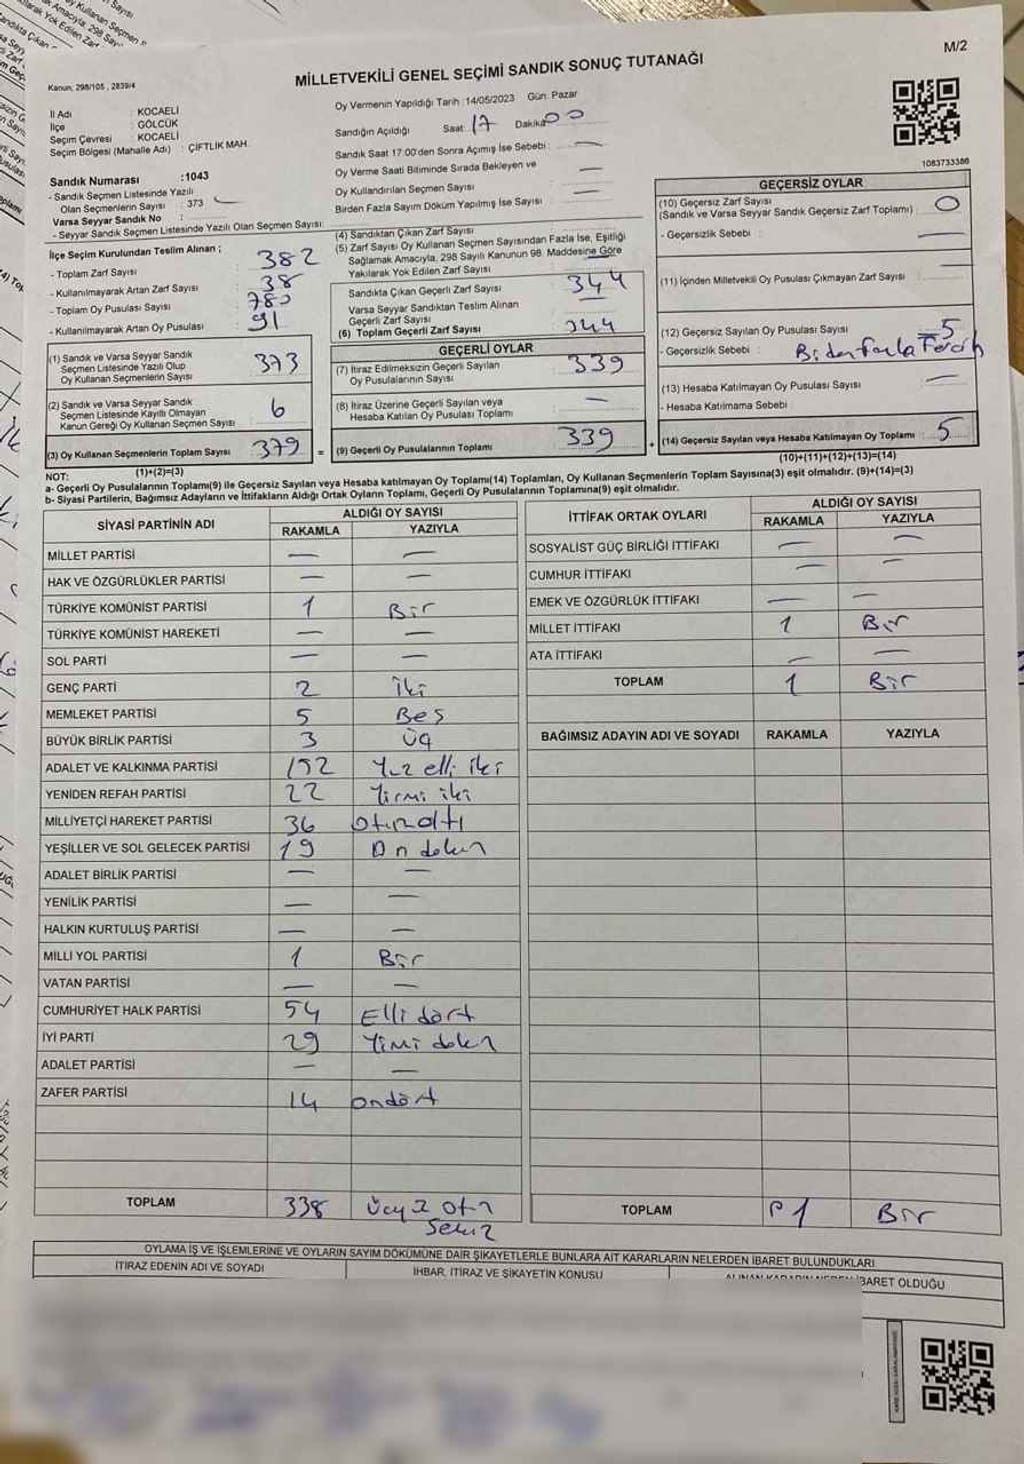 M/2
Kanun; 298/105 , 2839/4
MİLLETVEKİLİ GENEL SEÇİMİ SANDIK SONUÇ TUTANAĞI
İl Adı : KOCAELİ
İlçe : GÖLCÜK
Seçim Çevresi : KOCAELİ
Seçim Bölgesi (Mahalle Adı) : ÇİFTLİK MAH.
Oy Vermenin Yapıldığı Tarih :14/05/2023 Gün: Pazar
Sandığın Açıldığı Saat: 17 Dakika: 00
Sandık Saat 17:00'den Sonra Açımış İse Sebebi : —
Oy Verme Saati Bitiminde Sırada Bekleyen ve
Oy Kullandırılan Seçmen Sayısı —
Birden Fazla Sayım Döküm Yapılmış İse Sayısı —
1083733386
Sandık Numarası :1043
- Sandık Seçmen Listesinde Yazılı
Olan Seçmenlerin Sayısı : 373
Varsa Seyyar Sandık No :
- Seyyar Sandık Seçmen Listesinde Yazılı Olan Seçmen Sayısı:
İlçe Seçim Kurulundan Teslim Alınan ;
- Toplam Zarf Sayısı : 382
- Kullanılmayarak Artan Zarf Sayısı : 38
- Toplam Oy Pusulası Sayısı : 780
- Kullanılmayarak Artan Oy Pusulası : 91
(1) Sandık ve Varsa Seyyar Sandık
Seçmen Listesinde Yazılı Olup
Oy Kullanan Seçmenlerin Sayısı 373
(2) Sandık ve Varsa Seyyar Sandık
Seçmen Listesinde Kayıtlı Olmayan
Kanun Gereği Oy Kullanan Seçmen Sayısı : 6
(3) Oy Kullanan Seçmenlerin Toplam Sayısı 379
(1)+(2)=(3)
(4) Sandıktan Çıkan Zarf Sayısı
(5) Zarf Sayısı Oy Kullanan Seçmen Sayısından Fazla İse, Eşitliği
Sağlamak Amacıyla, 298 Sayılı Kanunun 98. Maddesine Göre
Yakılarak Yok Edilen Zarf Sayısı —
Sandıkta Çıkan Geçerli Zarf Sayısı 344
Varsa Seyyar Sandıktan Teslim Alınan
Geçerli Zarf Sayısı —
(6) Toplam Geçerli Zarf Sayısı 344
GEÇERLİ OYLAR
(7) İtiraz Edilmeksizin Geçerli Sayılan
Oy Pusulasının Sayısı 339
(8) İtiraz Üzerine Geçerli Sayılan veya
Hesaba Katılan Oy Pusulası Toplamı —
= (9) Geçerli Oy Pusulalarının Toplamı 339
GEÇERSİZ OYLAR
(10) Geçersiz Zarf Sayısı
(Sandık ve Varsa Seyyar Sandık Geçersiz Zarf Toplamı) : 0
- Geçersizlik Sebebi : —
(11) İçinden Milletvekili Oy Pusulası Çıkmayan Zarf Sayısı —
(12) Geçersiz Sayılan Oy Pusulası Sayısı 5
- Geçersizlik Sebebi : Birden fazla Tercih
(13) Hesaba Katılmayan Oy Pusulası Sayısı —
- Hesaba Katılmama Sebebi
+ (14) Geçersiz Sayılan veya Hesaba Katılmayan Oy Toplamı 5
(10)+(11)+(12)+(13)=(14)
NOT:
a- Geçerli Oy Pusulalarının Toplamı(9) ile Geçersiz Sayılan veya Hesaba katılmayan Oy Toplamı(14) Toplamları, Oy Kullanan Seçmenlerin Toplam Sayısına(3) eşit olmalıdır. (9)+(14)=(3)
b- Siyasi Partilerin, Bağımsız Adayların ve İttifakların Aldığı Ortak Oyların Toplamı, Geçerli Oy Pusulalarının Toplamına(9) eşit olmalıdır.
SİYASİ PARTİNİN ADI ALDIĞI OY SAYISI
RAKAMLA YAZIYLA
MİLLET PARTİSİ — —
HAK VE ÖZGÜRLÜKLER PARTİSİ — —
TÜRKİYE KOMÜNİST PARTİSİ 1 Bir
TÜRKİYE KOMÜNİST HAREKETİ — —
SOL PARTİ — —
GENÇ PARTİ 2 iki
MEMLEKET PARTİSİ 5 Beş
BÜYÜK BİRLİK PARTİSİ 3 üç
ADALET VE KALKINMA PARTİSİ 152 Yüz elli iki
YENİDEN REFAH PARTİSİ 22 Yirmi iki
MİLLİYETÇİ HAREKET PARTİSİ 36 otuzaltı
YEŞİLLER VE SOL GELECEK PARTİSİ 19 On dokuz
ADALET BİRLİK PARTİSİ — —
YENİLİK PARTİSİ — —
HALKIN KURTULUŞ PARTİSİ — —
MİLLİ YOL PARTİSİ 1 Bir
VATAN PARTİSİ — —
CUMHURİYET HALK PARTİSİ 54 Elli dört
İYİ PARTİ 29 Yimi dokuz
ADALET PARTİSİ — —
ZAFER PARTİSİ 14 ondört
TOPLAM 338 Üçyüz otuz
Sekiz
İTTİFAK ORTAK OYLARI ALDIĞI OY SAYISI
RAKAMLA YAZIYLA
SOSYALİST GÜÇ BİRLİĞİ İTTİFAKI — —
CUMHUR İTTİFAKI — —
EMEK VE ÖZGÜRLÜK İTTİFAKI — —
MİLLET İTTİFAKI 1 Bir
ATA İTTİFAKI — —
TOPLAM 1 Bir
BAĞIMSIZ ADAYIN ADI VE SOYADI RAKAMLA YAZIYLA
TOPLAM 1 Bir
OYLAMA İŞ VE İŞLEMLERİNE VE OYLARIN SAYIM DÖKÜMÜNE DAİR ŞİKAYETLERLE BUNLARA AİT KARARLARIN NELERDEN İBARET BULUNDUKLARI
İTİRAZ EDENİN ADI VE SOYADI İHBAR, İTİRAZ VE ŞİKAYETİN KONUSU İBARET OLDUĞU